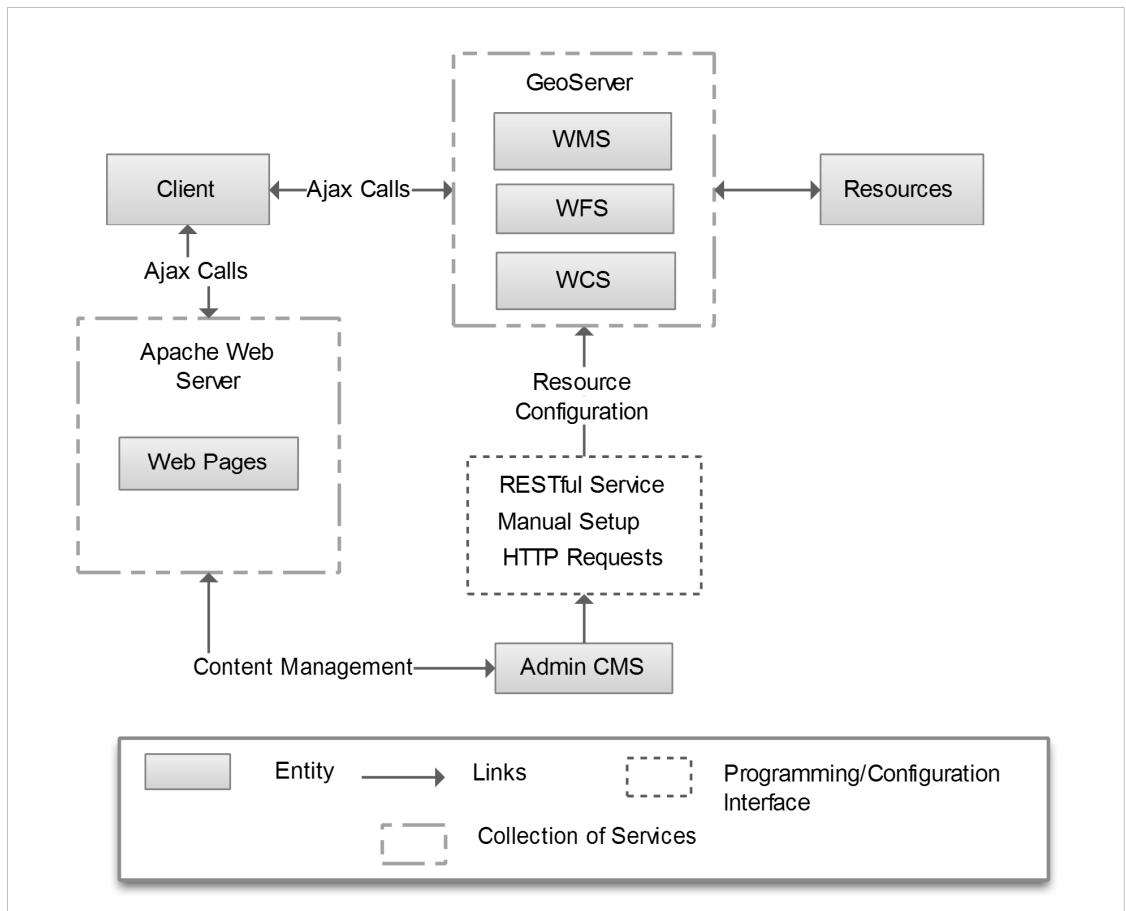 GeoServer
WMS
Client
Ajax Calls
WFS
Resources
WCS
Ajax Calls
Apache Web
Server
Web Pages
Resource
Configuration
RESTful Service
Manual Setup
HTTP Requests
Content Management
Admin CMS
Entity
Links
Programming/Configuration
Interface
Collection of Services